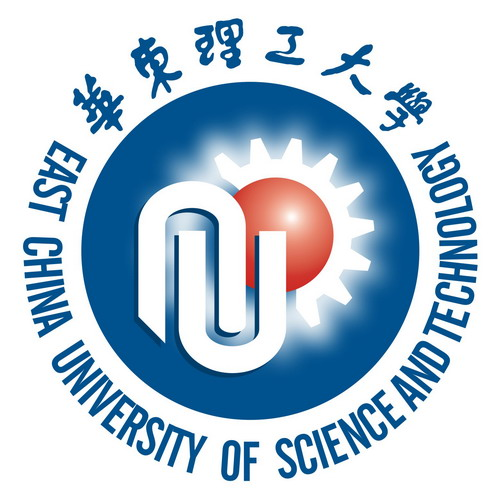 華東理工大學
EAST CHINA UNIVERSITY OF SCIENCE AND TECHNOLOGY